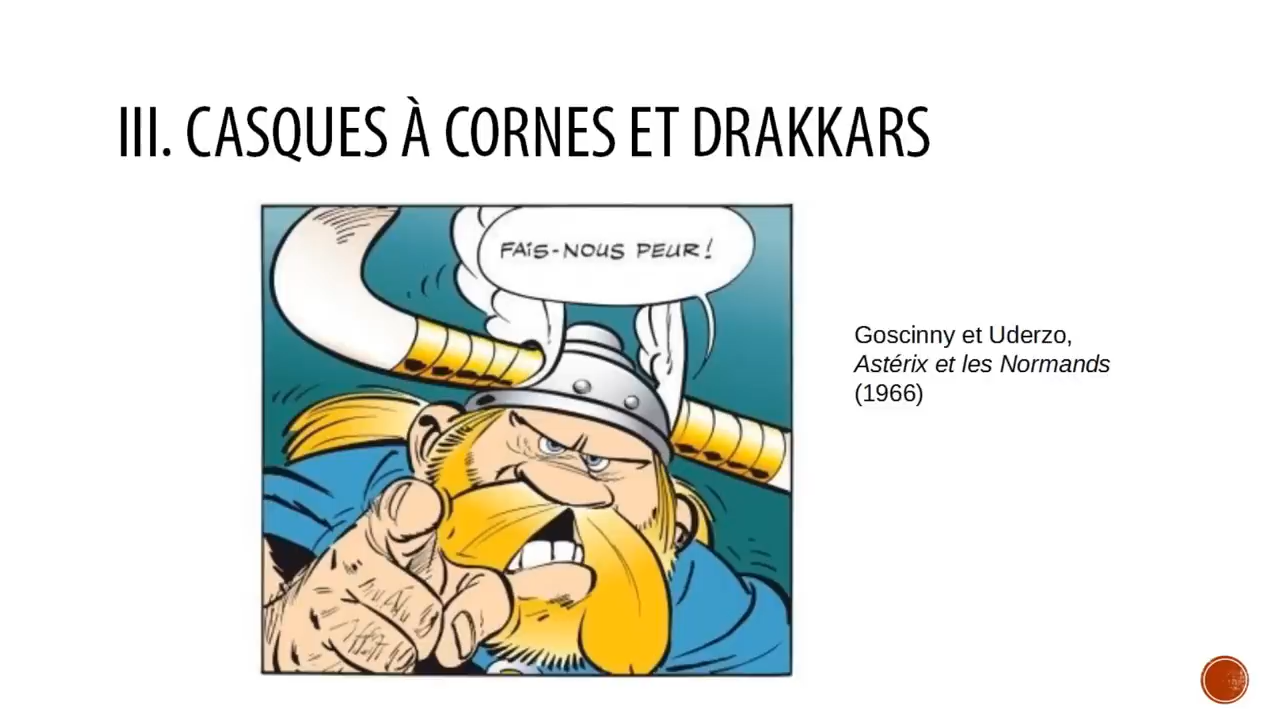 III. CASQUES À CORNES ET DRAKKARS
FAIS-NOUS PEUR!
Goscinny et Uderzo,
Astérix et les Normands
(1966)